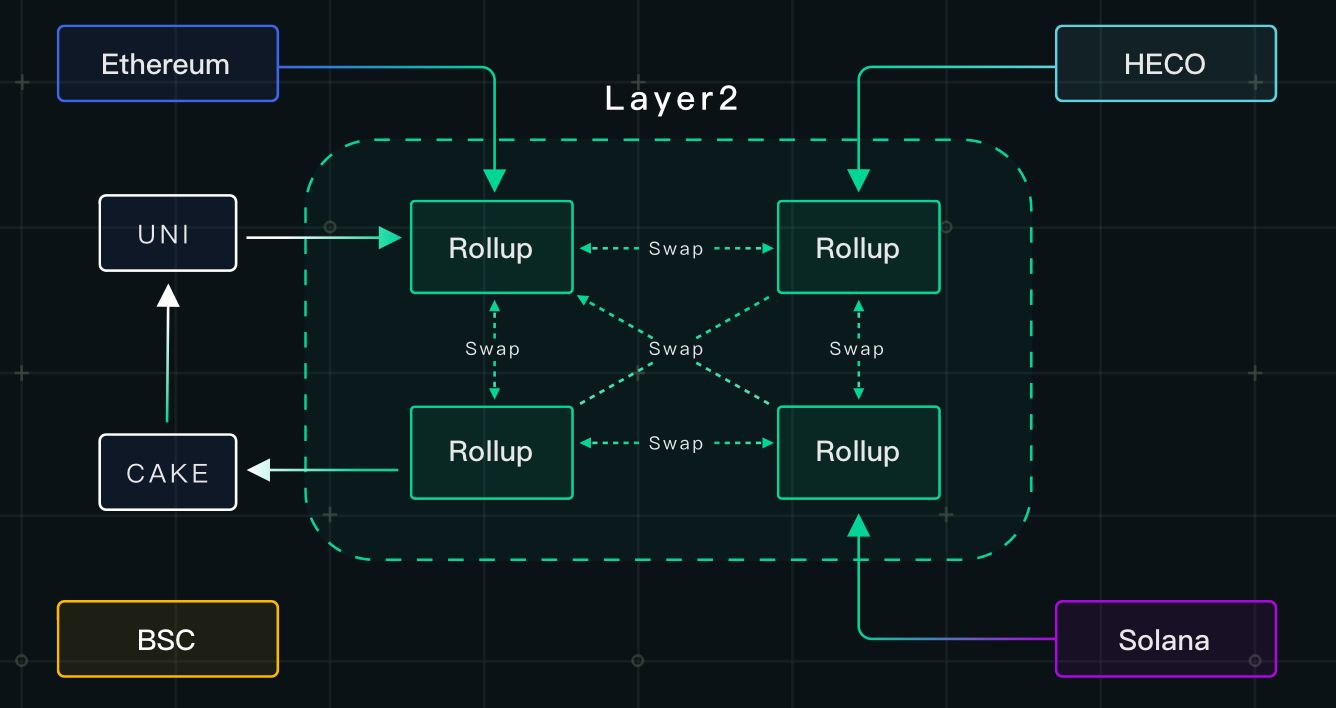 Ethereum
HECO
Layer2
UNI
Rollup
Swap
Rollup
Swap
Swap
Swap
CAKE
Rollup
Swap
Rollup
BSC
Solana